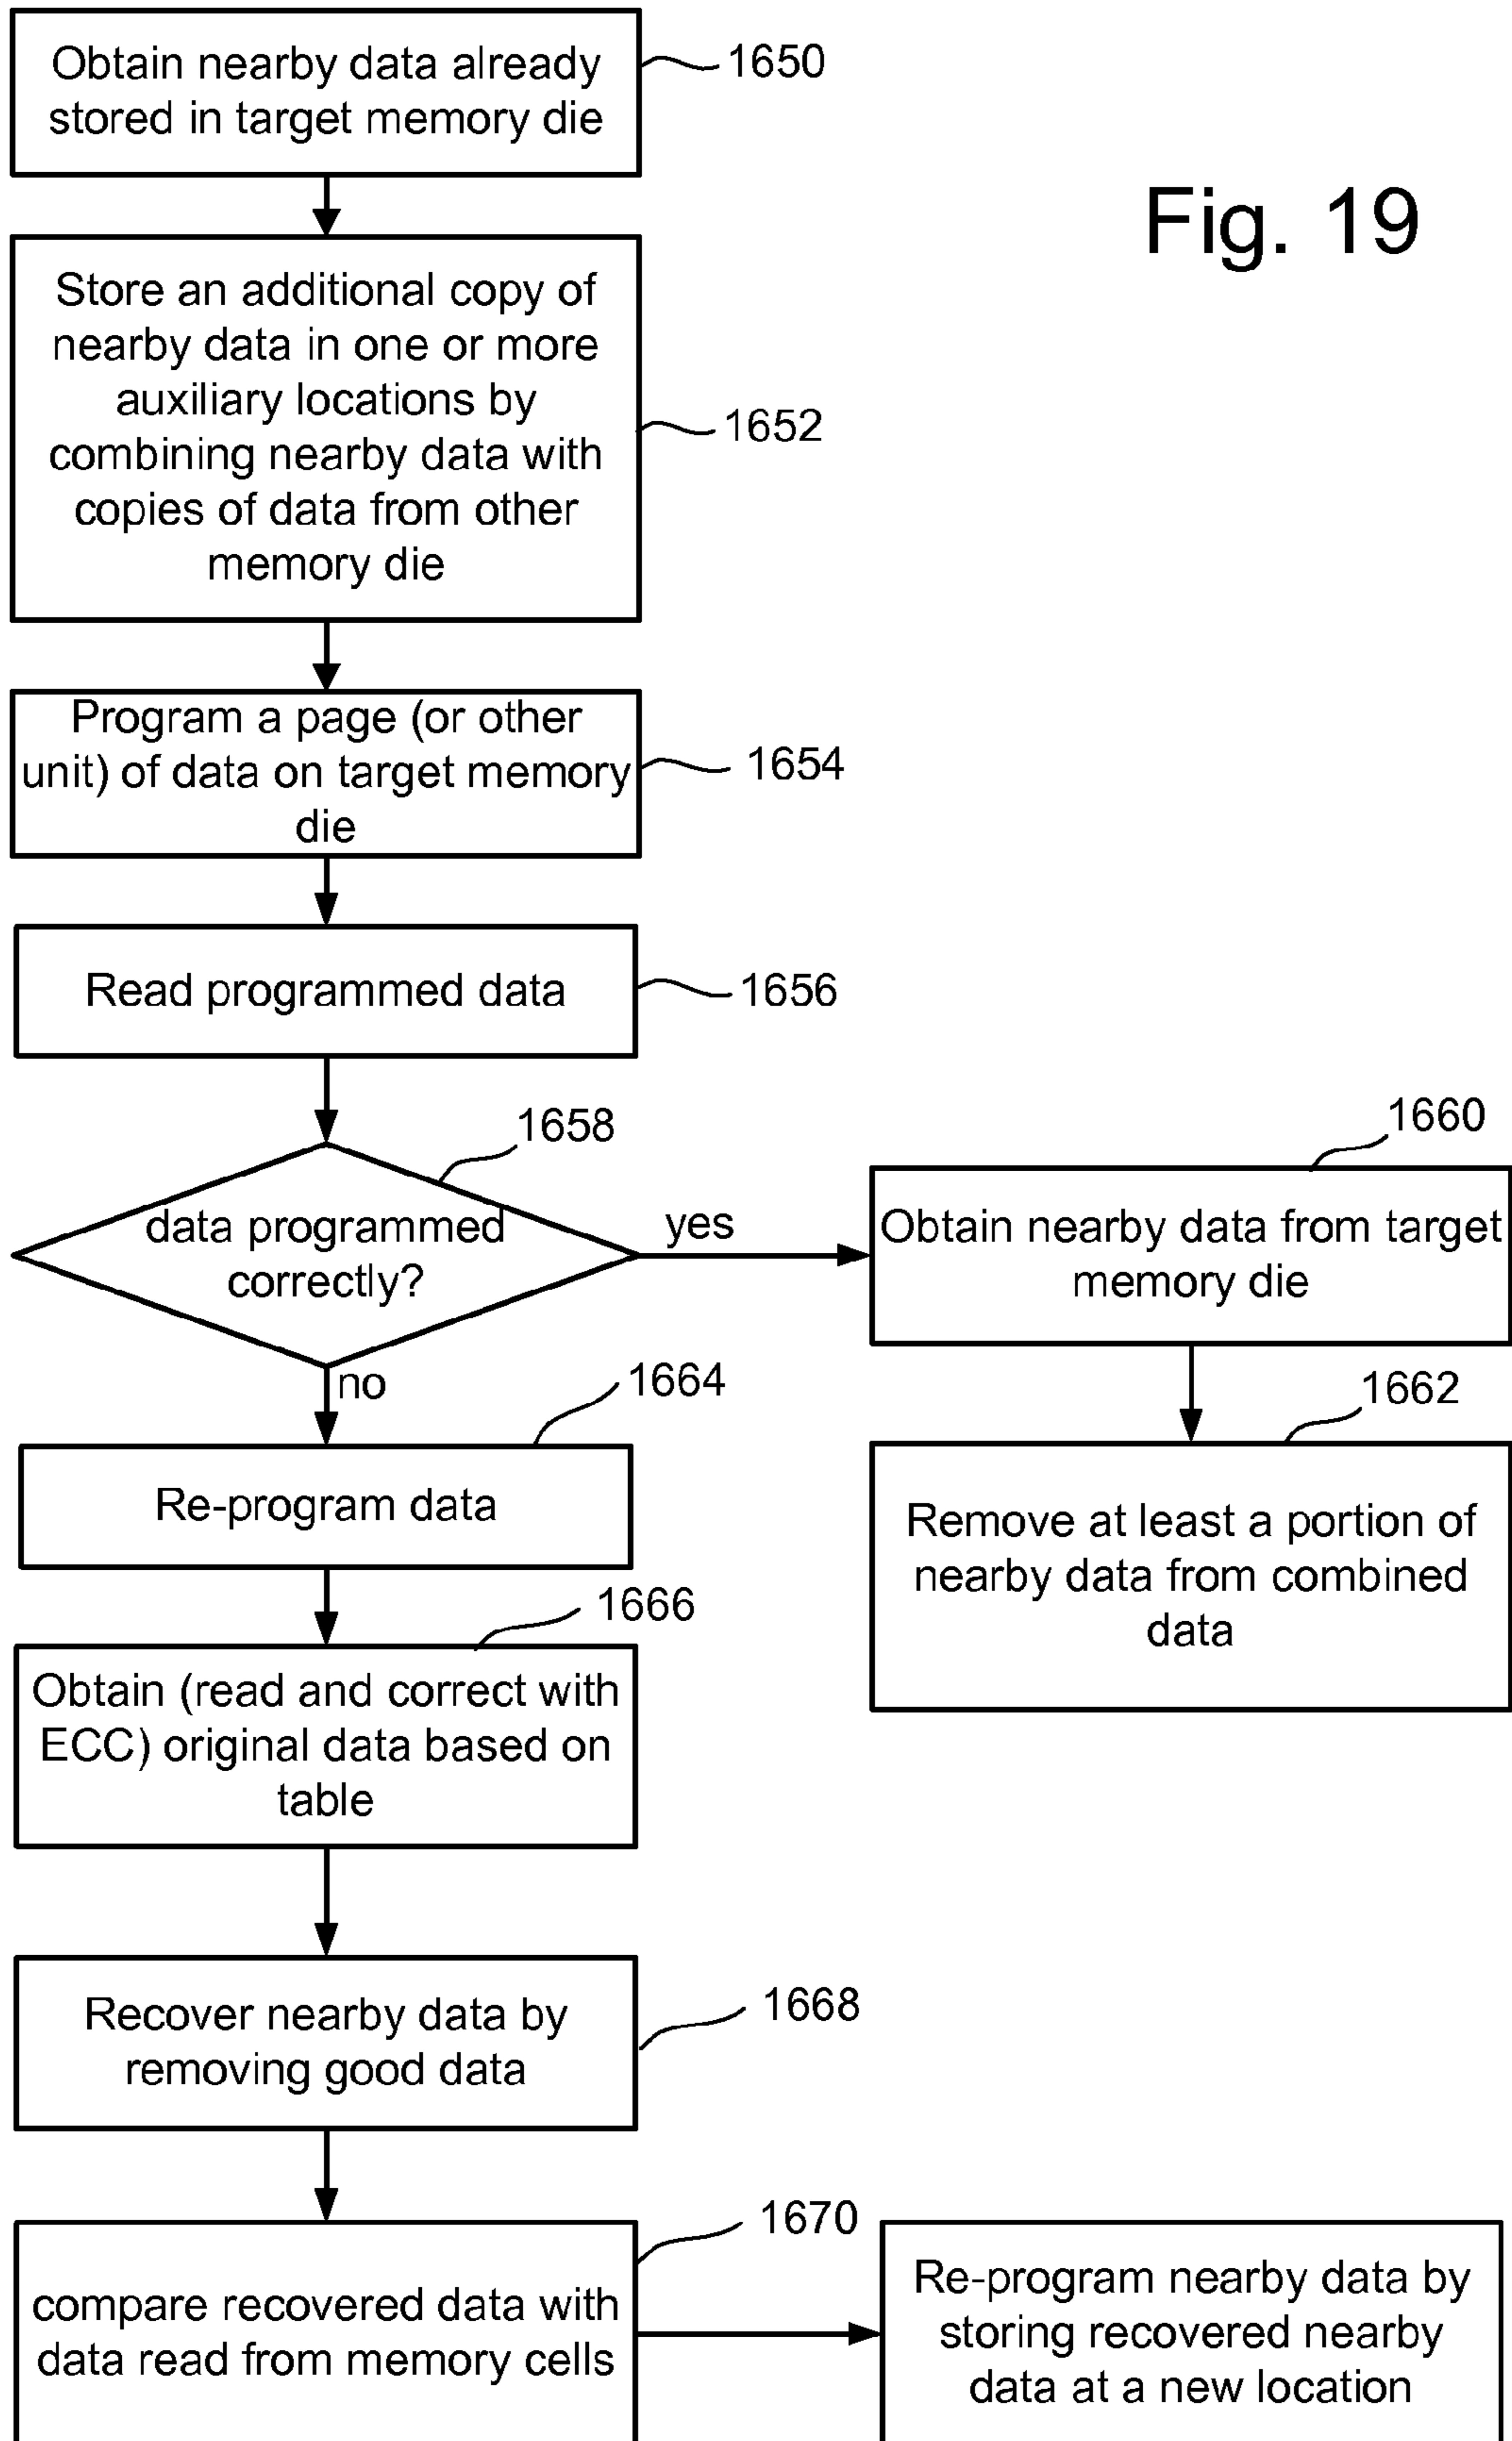 Obtain nearby data already
stored in target memory die
1650
Fig. 19
Store an additional copy of
nearby data in one or more
auxiliary locations by
combining nearby data with
copies of data from other
memory die
1652
Program a page (or other
unit) of data on target memory
die
1654
Read programmed data
1656
1658
data programmed
correctly?
yes
no
1660
Obtain nearby data from target
memory die
1662
Remove at least a portion of
nearby data from combined
data
1664
Re-program data
1666
Obtain (read and correct with
ECC) original data based on
table
Recover nearby data by
removing good data
1668
1670
compare recovered data with
data read from memory cells
Re-program nearby data by
storing recovered nearby
data at a new location